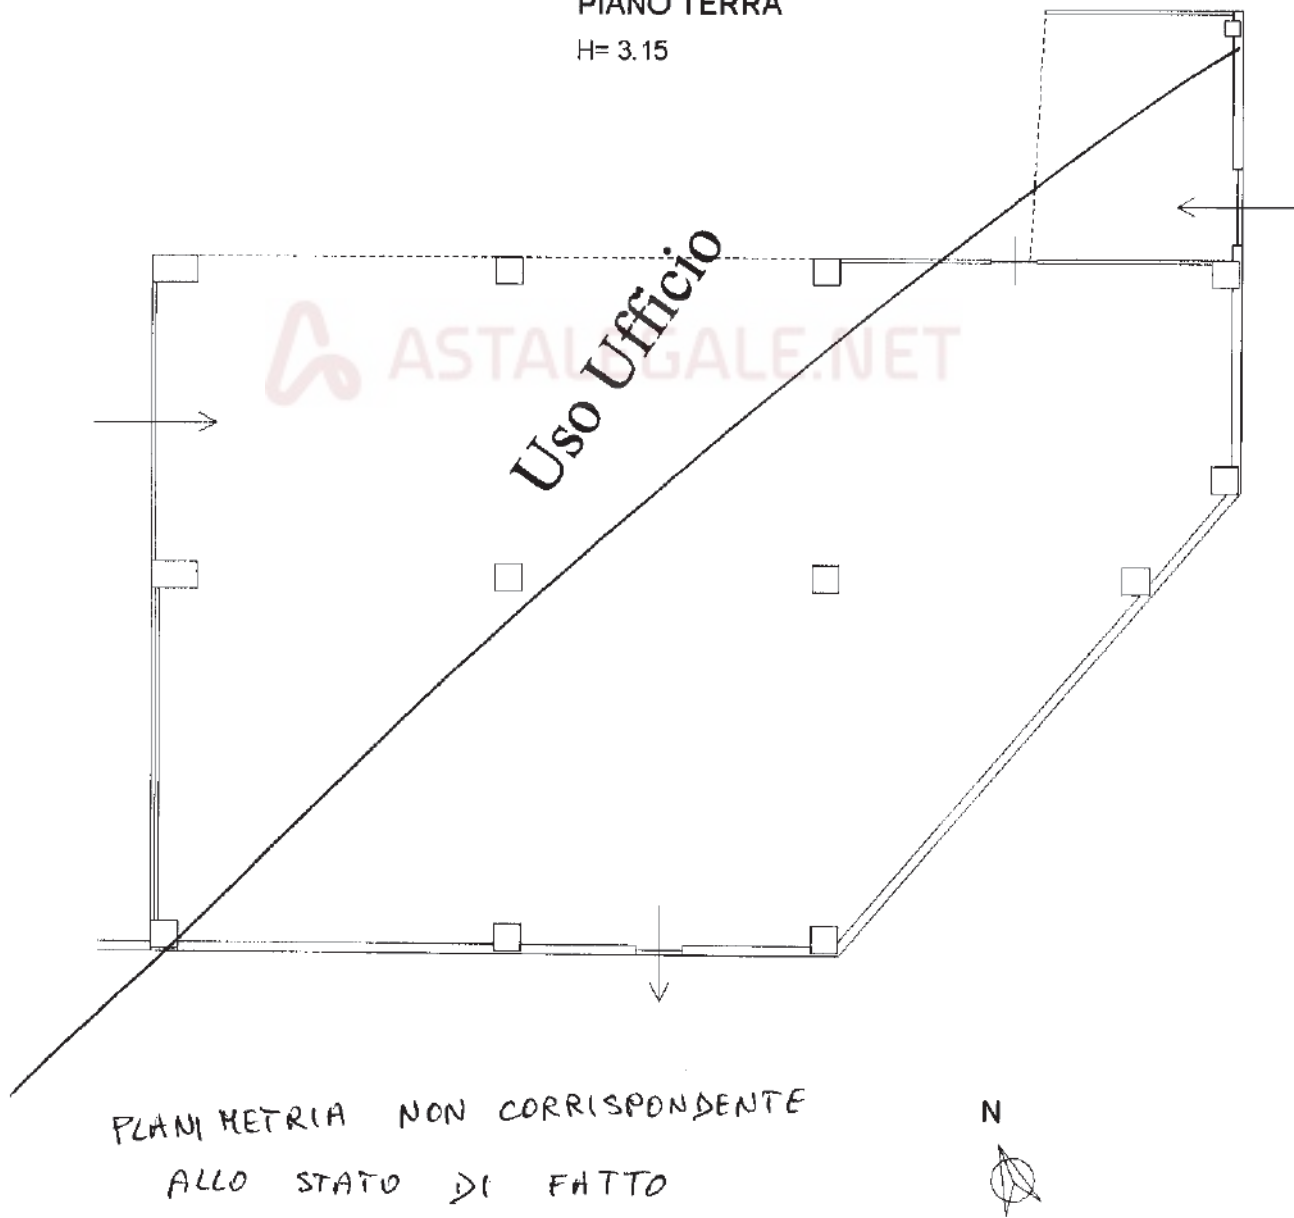 PIANO TERRA
H= 3.15
Uso Ufficio
ASTALEGALE.NET
PLANIMETRIA NON CORRISPONDENTE
ALLO STATO DI FATTO
N